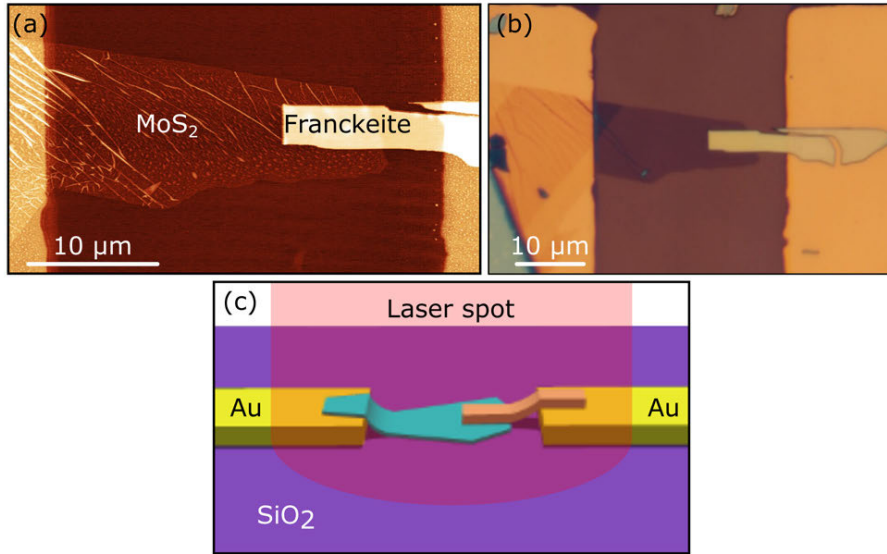 (a)
MoS₂
Franckeite
10 µm
(b)
10 µm
(c)
Laser spot
Au
Au
SiO₂